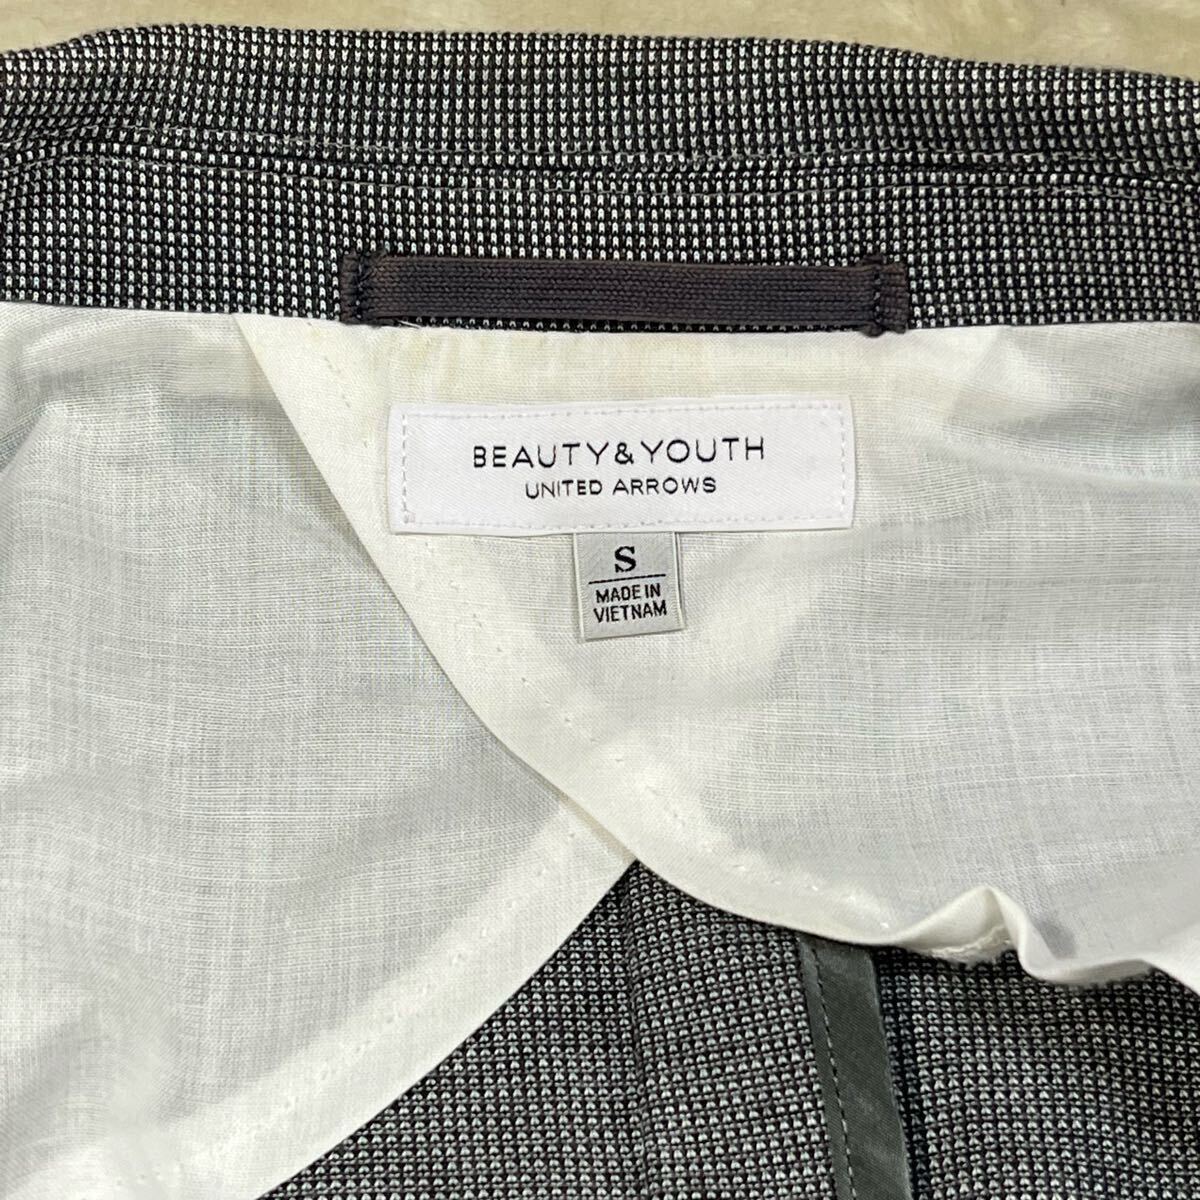 BEAUTY&YOUTH
UNITED ARROWS
S
MADE IN
VIETNAM